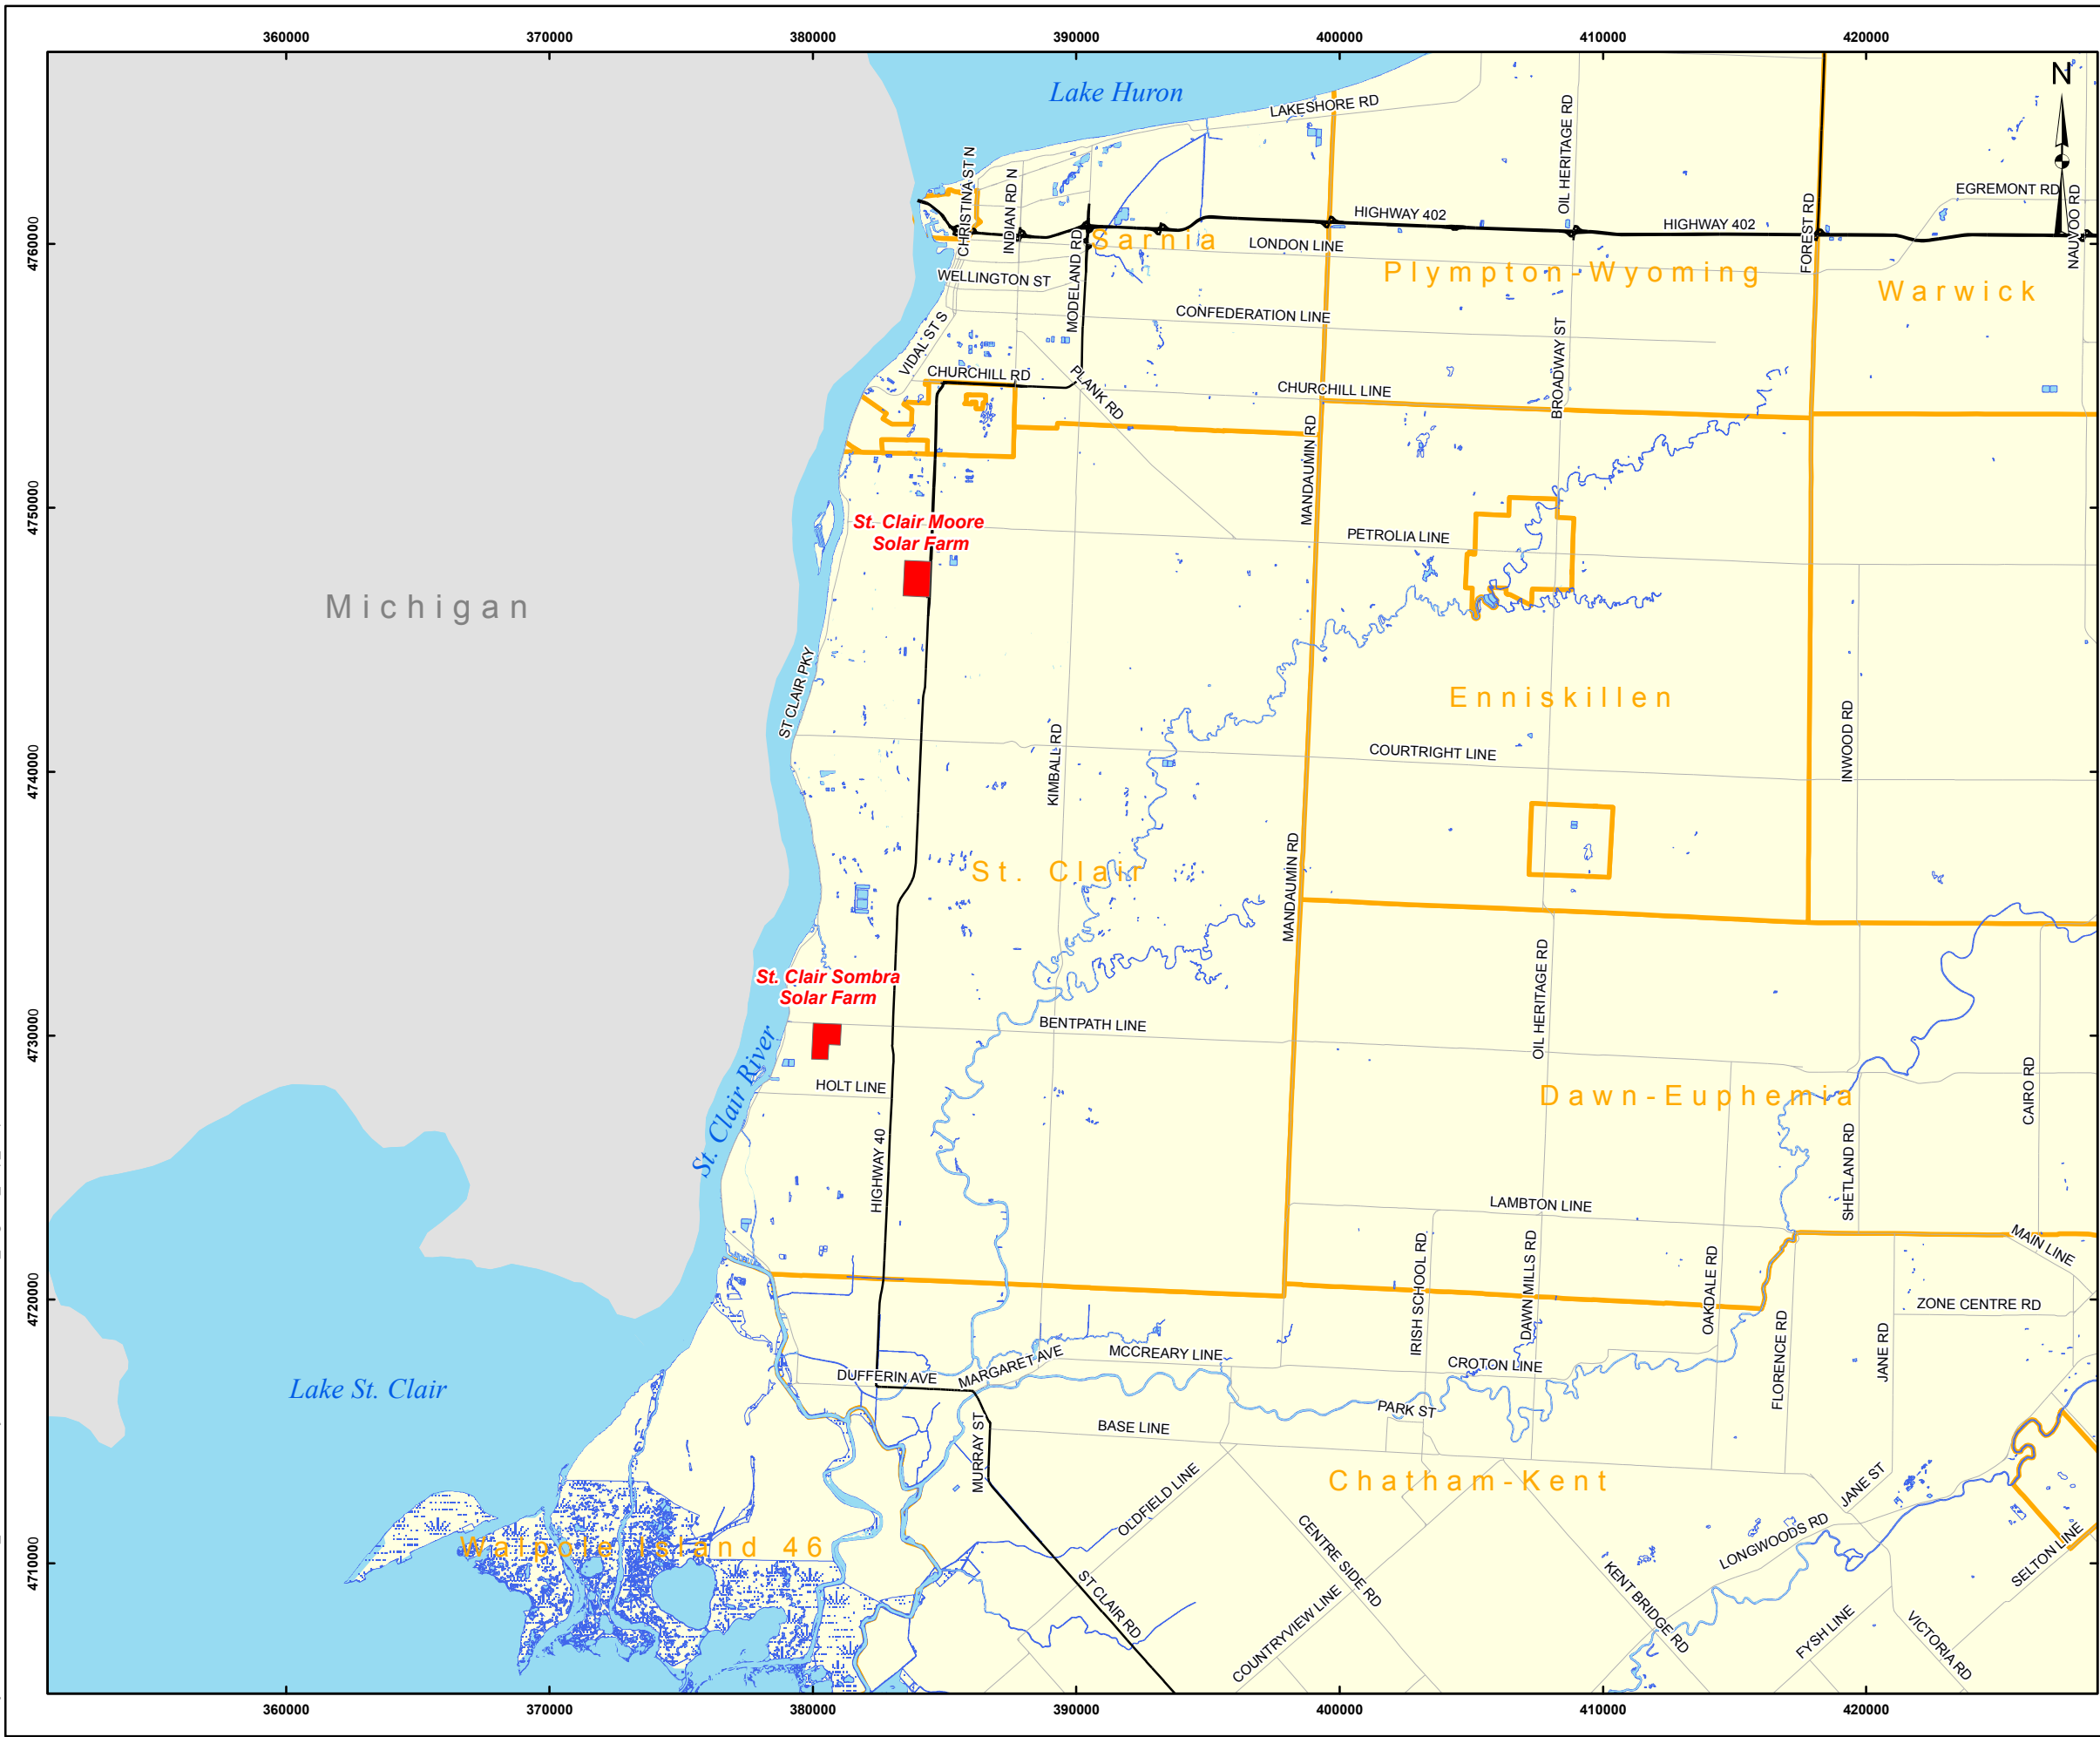 360000 370000 380000 390000 400000 410000 420000
N
Lake Huron
LAKESHORE RD
OIL HERITAGE RD
CHRISTINA ST N
INDIAN RD N
EGREMONT RD
NAUVOO RD
FOREST RD
HIGHWAY 402
HIGHWAY 402
4760000
Sarnia
LONDON LINE
MODELAND RD
WELLINGTON ST
Plympton-Wyoming
Warwick
CONFEDERATION LINE
VIDAL ST S
BROADWAY ST
CHURCHILL RD
PLANK RD
CHURCHILL LINE
MANDAUMIN RD
4750000
St. Clair Moore
Solar Farm
PETROLIA LINE
Michigan
ST CLAIR PKY
Enniskillen
INWOOD RD
KIMBALL RD
COURTRIGHT LINE
4740000
St. Clair
MANDAUMIN RD
OIL HERITAGE RD
St. Clair Sombra
Solar Farm
4730000
BENTPATH LINE
St. Clair River
HOLT LINE
CAIRO RD
Dawn-Euphemia
HIGHWAY 40
SHETLAND RD
LAMBTON LINE
IRISH SCHOOL RD
DAWN MILLS RD
OAKDALE RD
MAIN LINE
4720000
ZONE CENTRE RD
FLORENCE RD
JANE RD
MCCREARY LINE
CROTON LINE
DUFFERIN AVE
MARGARET AVE
Lake St. Clair
PARK ST
BASE LINE
MURRAY ST
Chatham-Kent
OLDFIELD LINE
JANE ST
CENTRE SIDE RD
LONGWOODS RD
Walpole Island 46
4710000
SELTON LINE
ST CLAIR RD
COUNTRYVIEW LINE
KENT BRIDGE RD
FYSH LINE
VICTORIA RD
360000 370000 380000 390000 400000 410000 420000